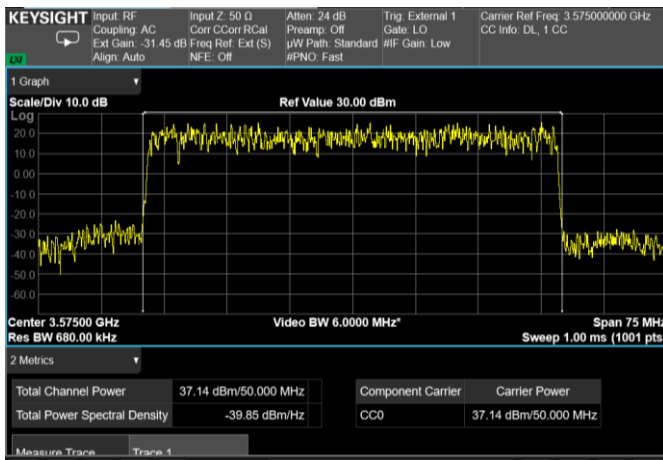 KEYSIGHT Input: RF Input Z: 50 Ω Atten: 24 dB Trig: External 1 Carrier Ref Freq: 3.575000000 GHz
Coupling: AC Corr CCorr RCal Preamp: Off Gate: LO CC Info: DL, 1 CC
Ext Gain: -31.45 dB Freq Ref: Ext (S) µW Path: Standard #IF Gain: Low
LXI Align: Auto NFE: Off #PNO: Fast
1 Graph
Scale/Div 10.0 dB Ref Value 30.00 dBm
Log
20.0
10.0
0.00
-10.0
-20.0
-30.0
-40.0
-50.0
-60.0
Center 3.57500 GHz Video BW 6.0000 MHz* Span 75 MHz
Res BW 680.00 kHz Sweep 1.00 ms (1001 pts
2 Metrics
Total Channel Power 37.14 dBm/50.000 MHz Component Carrier Carrier Power
Total Power Spectral Density -39.85 dBm/Hz CC0 37.14 dBm/50.000 MHz
Measure Trace Trace 1